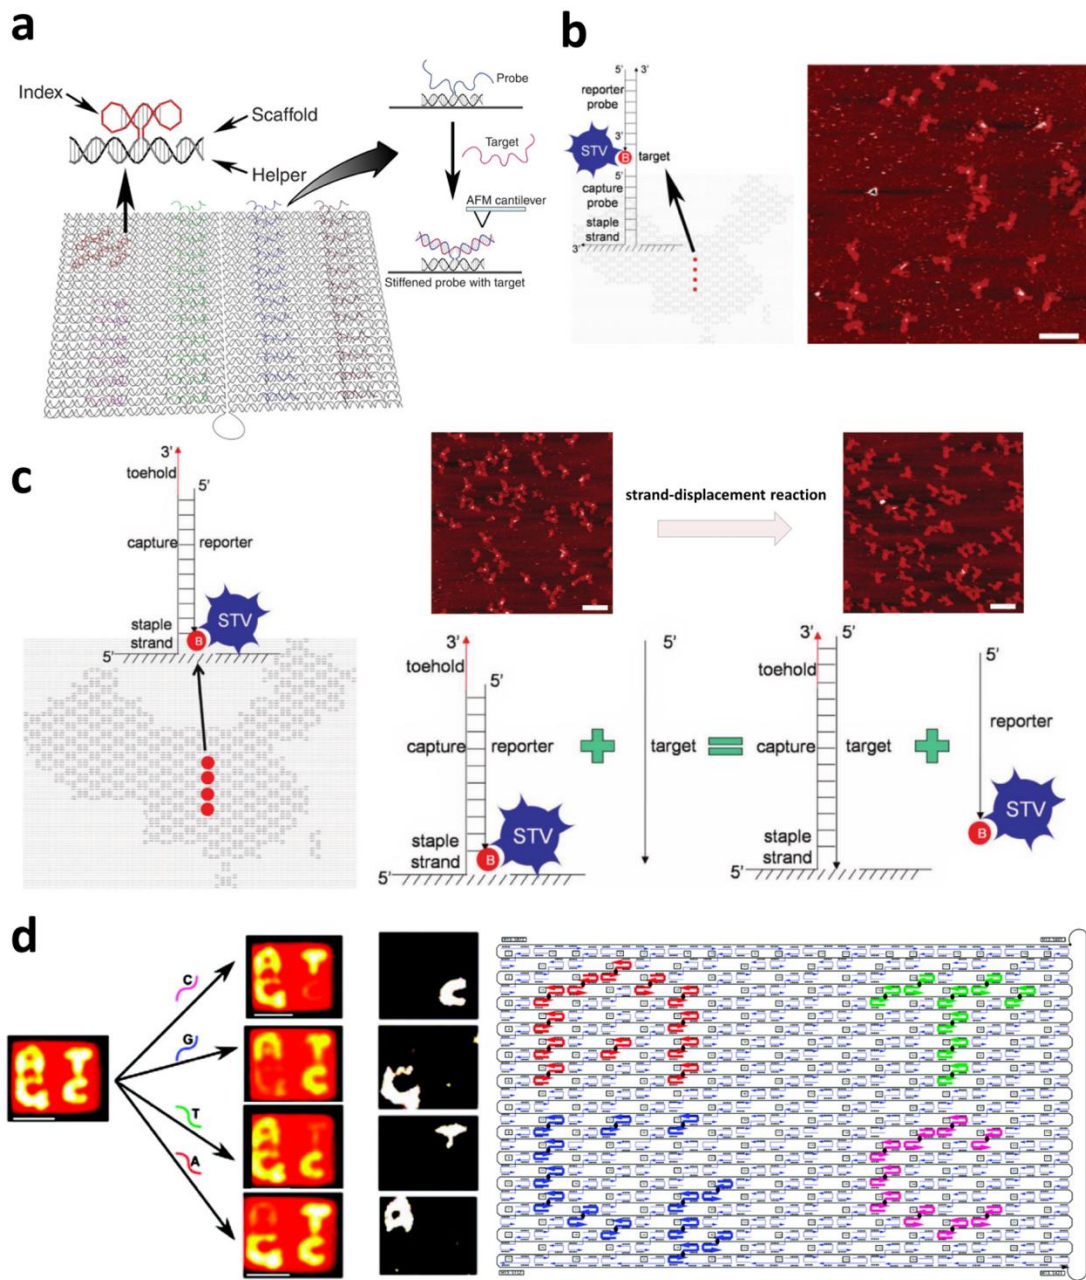 a
Index
Scaffold
Helper
Probe
Target
AFM cantilever
Stiffened probe with target
b
5'
3'
reporter
probe
3'
STV
B
target
5'
capture
probe
staple
strand
3'
c
3'
toehold
5'
capture
reporter
STV
staple
strand
B
5'
strand-displacement reaction
3'
toehold
5'
capture
reporter
STV
staple
strand
B
5'
5'
target
3'
5'
toehold
capture
target
staple
strand
5'
5'
reporter
STV
B
d
C
G
T
A
A T
G C
A T
G C
A T
G C
A T
G C
A T
G C
C
G
T
A